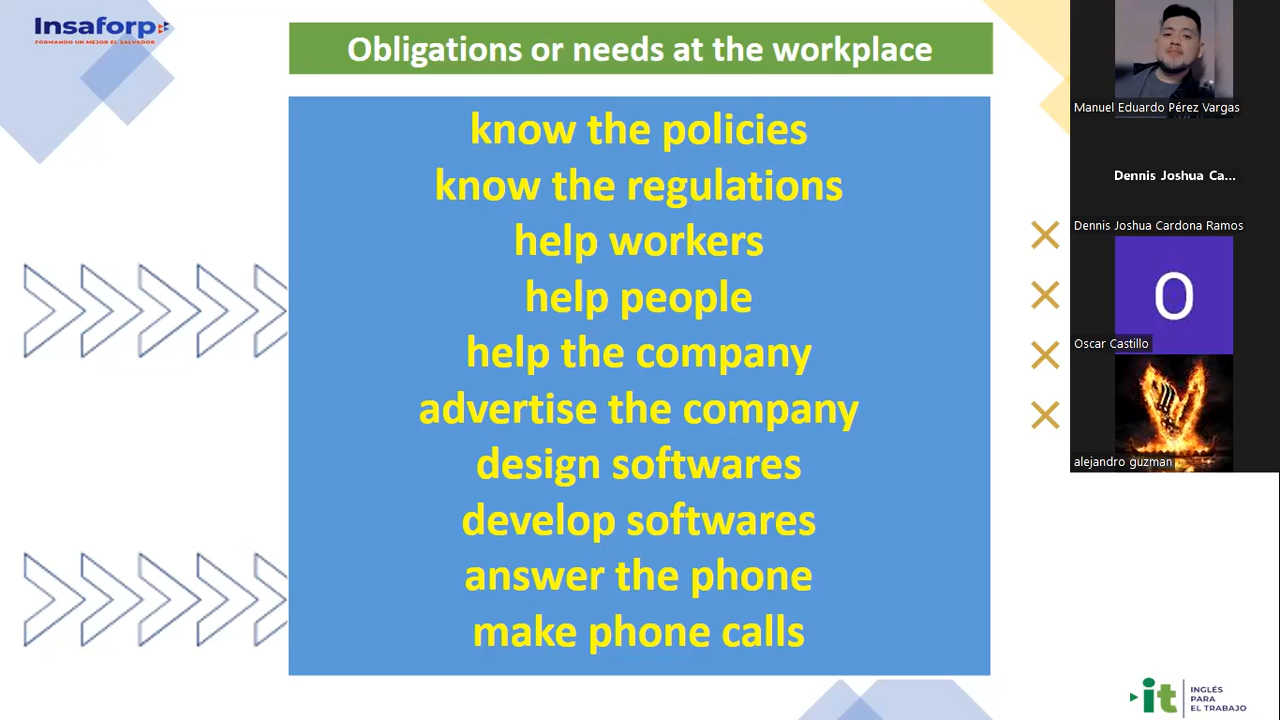 Insaforp
FORMANDO UN MEJOR EL SALVADOR
Obligations or needs at the workplace
know the policies
know the regulations
help workers
help people
help the company
advertise the company
design softwares
develop softwares
answer the phone
make phone calls
Manuel Eduardo Pérez Vargas
Dennis Joshua Ca...
Dennis Joshua Cardona Ramos
O
Oscar Castillo
alejandro guzman
it
INGLÉS
PARA
EL TRABAJO